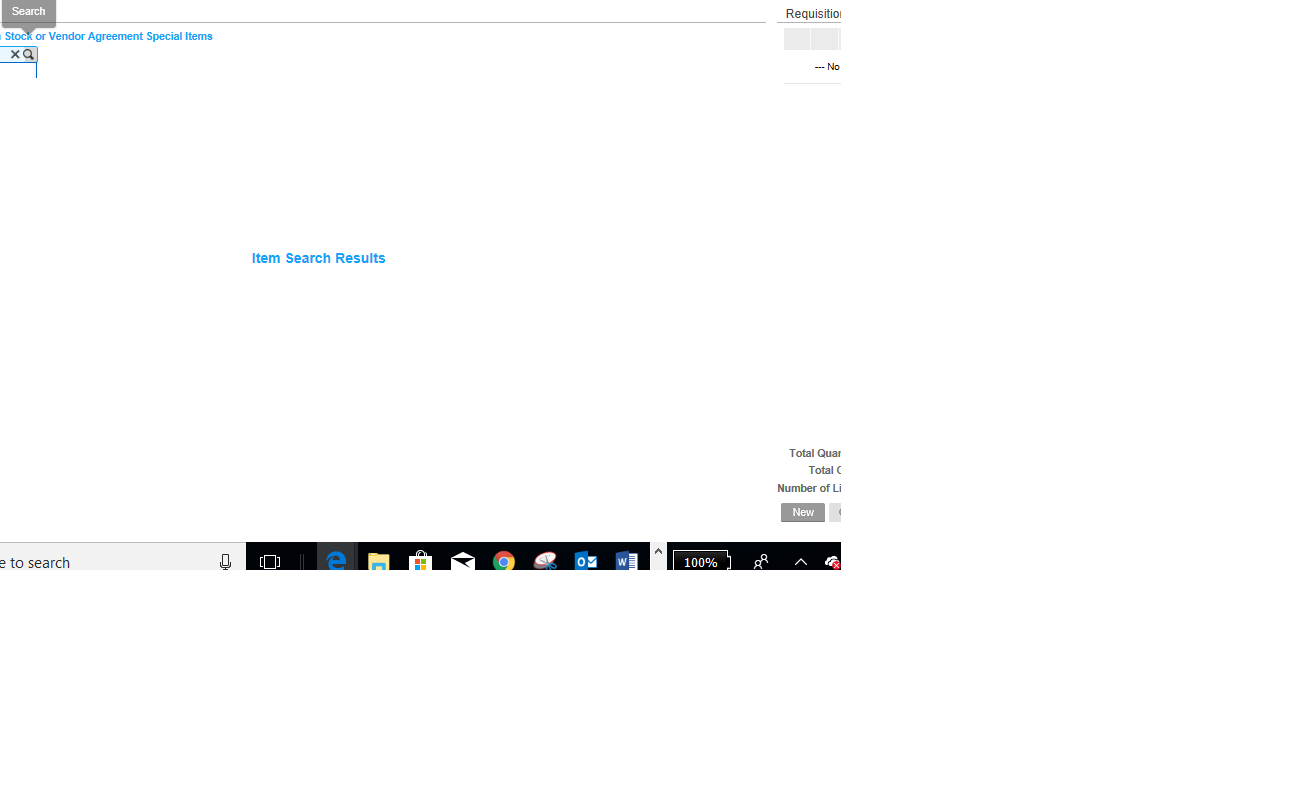 Search
Requisition
Stock or Vendor Agreement Special Items
--- No
Item Search Results
Total Quan
Total
Number of Li
New
e to search
100%